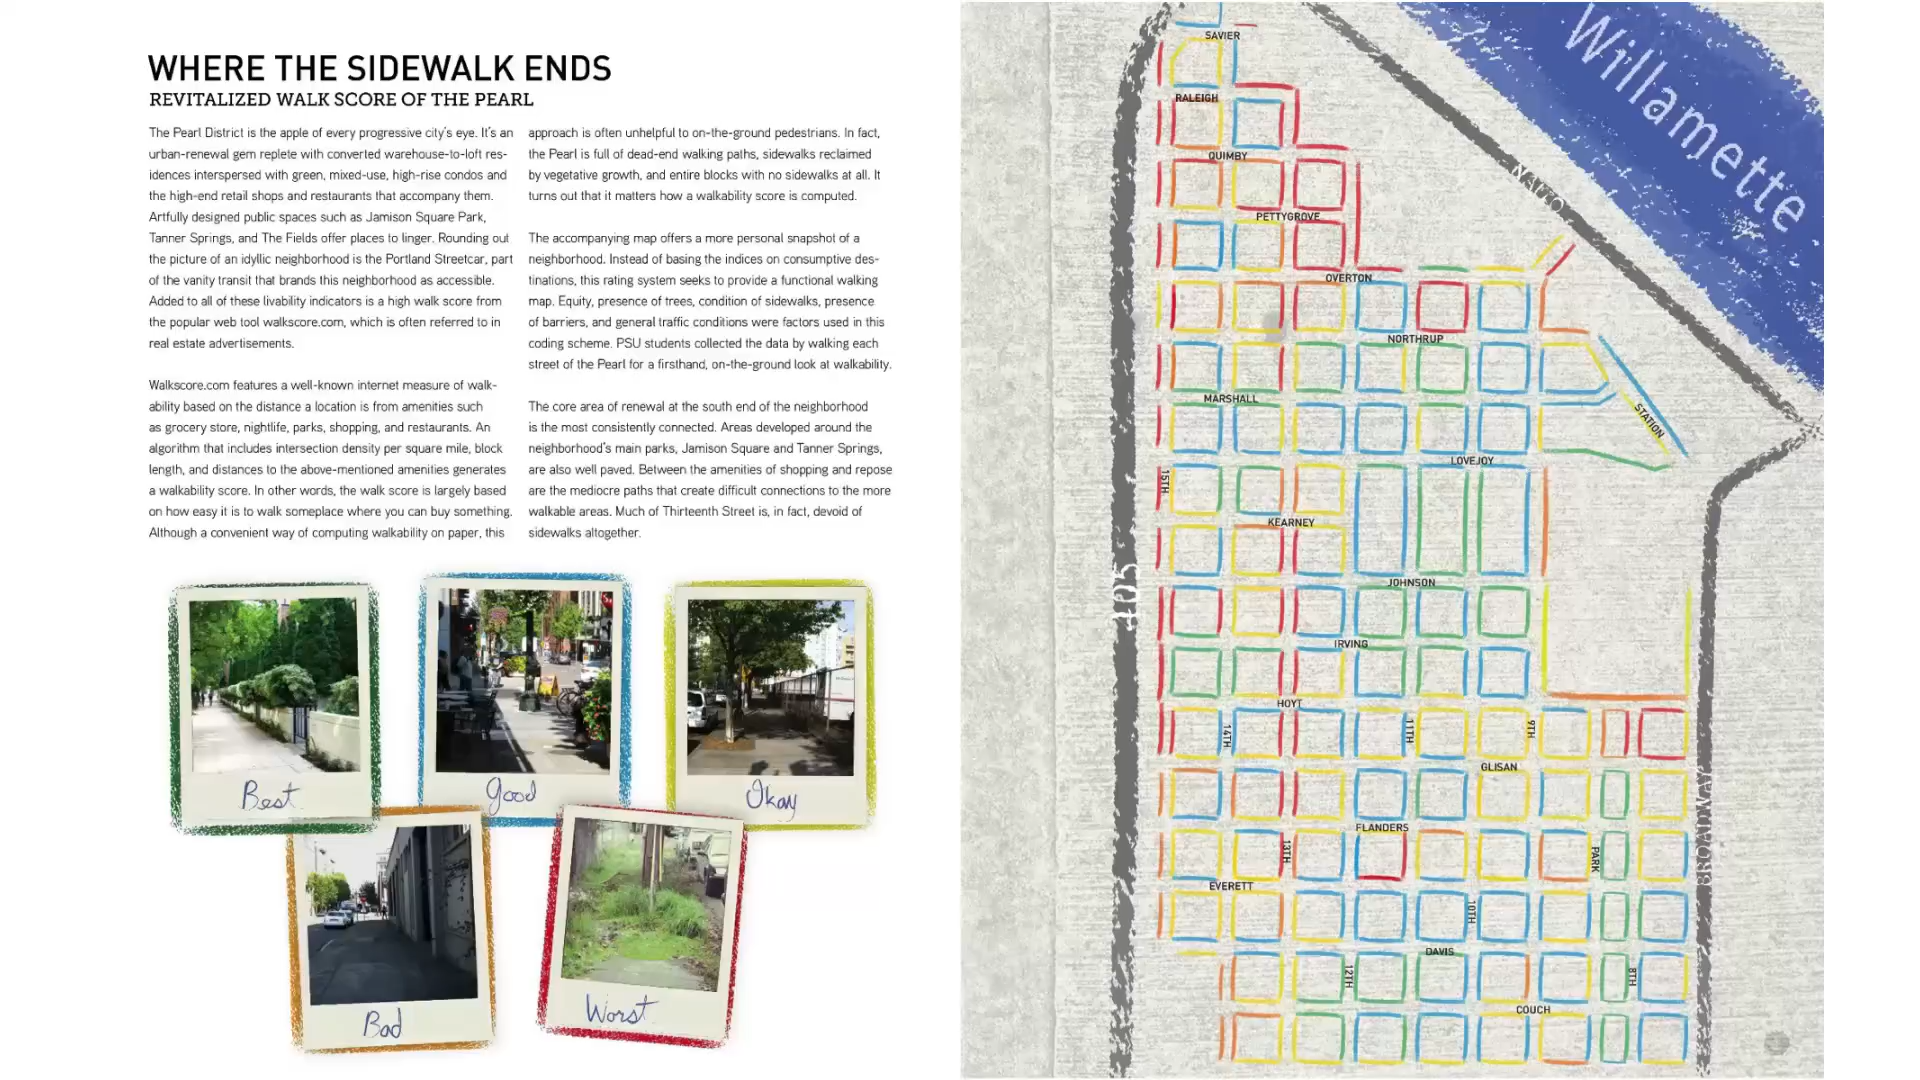 WHERE THE SIDEWALK ENDS
REVITALIZED WALK SCORE OF THE PEARL
The Pearl District is the apple of every progressive city's eye. It's an
urban-renewal gem replete with converted warehouse-to-loft res-
idences interspersed with green, mixed-use, high-rise condos and
the high-end retail shops and restaurants that accompany them.
Artfully designed public spaces such as Jamison Square Park,
Tanner Springs, and The Fields offer places to linger. Rounding out
the picture of an idyllic neighborhood is the Portland Streetcar, part
of the vanity transit that brands this neighborhood as accessible.
Added to all of these livability indicators is a high walk score from
the popular web tool walkscore.com, which is often referred to in
real estate advertisements.
Walkscore.com features a well-known internet measure of walk-
ability based on the distance a location is from amenities such
as grocery store, nightlife, parks, shopping, and restaurants. An
algorithm that includes intersection density per square mile, block
length, and distances to the above-mentioned amenities generates
a walkability score. In other words, the walk score is largely based
on how easy it is to walk someplace where you can buy something.
Although a convenient way of computing walkability on paper, this
approach is often unhelpful to on-the-ground pedestrians. In fact,
the Pearl is full of dead-end walking paths, sidewalks reclaimed
by vegetative growth, and entire blocks with no sidewalks at all. It
turns out that it matters how a walkability score is computed.
The accompanying map offers a more personal snapshot of a
neighborhood. Instead of basing the indices on consumptive des-
tinations, this rating system seeks to provide a functional walking
map. Equity, presence of trees, condition of sidewalks, presence
of barriers, and general traffic conditions were factors used in this
coding scheme. PSU students collected the data by walking each
street of the Pearl for a firsthand, on-the-ground look at walkability.
The core area of renewal at the south end of the neighborhood
is the most consistently connected. Areas developed around the
neighborhood's main parks, Jamison Square and Tanner Springs,
are also well paved. Between the amenities of shopping and repose
are the mediocre paths that create difficult connections to the more
walkable areas. Much of Thirteenth Street is, in fact, devoid of
sidewalks altogether.
Best
Good
Okay
Bad
Worst
Willamette
NAITO
SAVIER
RALEIGH
QUIMBY
PETTYGROVE
OVERTON
NORTHRUP
MARSHALL
STATION
LOVEJOY
15TH
KEARNEY
JOHNSON
405
IRVING
HOYT
14TH
11TH
9TH
GLISAN
BROADWAY
FLANDERS
13TH
PARK
EVERETT
10TH
DAVIS
12TH
8TH
COUCH